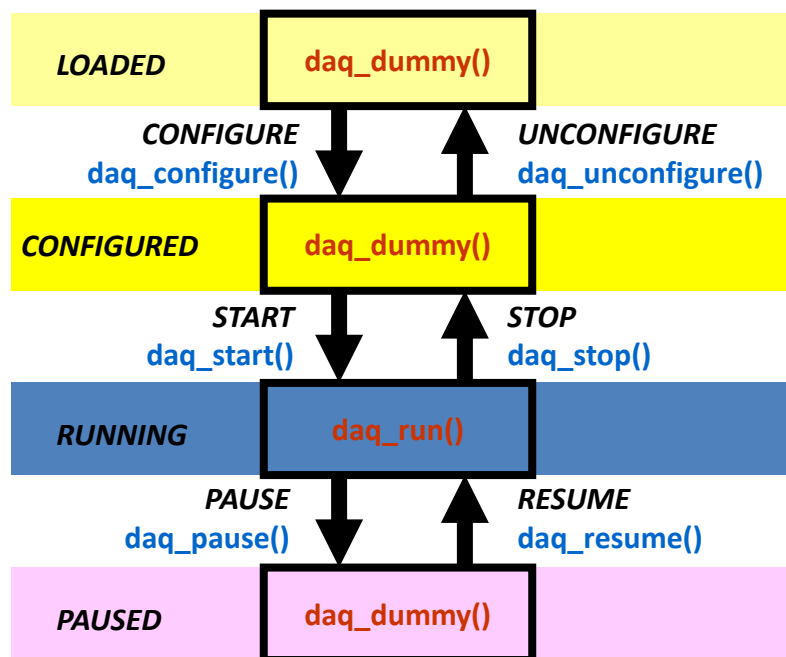 LOADED
daq_dummy()
CONFIGURE
daq_configure()
UNCONFIGURE
daq_unconfigure()
CONFIGURED
daq_dummy()
START
daq_start()
STOP
daq_stop()
RUNNING
daq_run()
PAUSE
daq_pause()
RESUME
daq_resume()
PAUSED
daq_dummy()